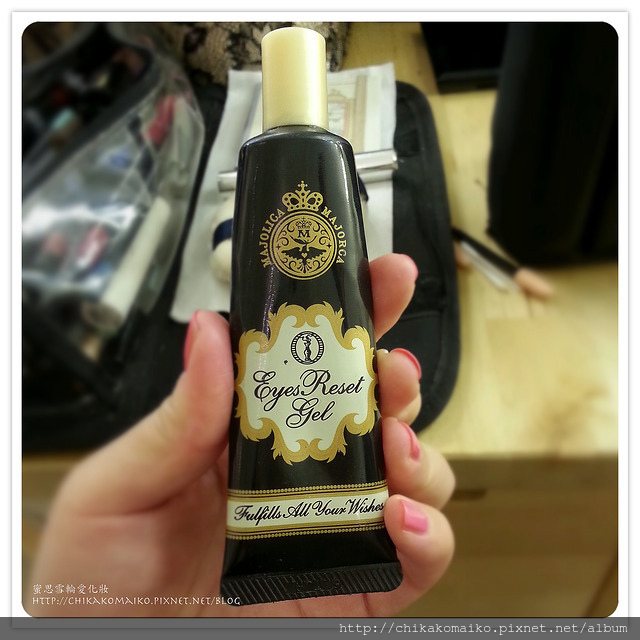 MAJOLICA MAJORCA
M
Eyes Reset
Gel
Fulfills All Your Wishes
蜜思雪輪愛化妝
HTTP://CHIKAKOMAIKO.PIXNET.NET/BLOG
http://chikakomaiko.pixnet.net/album